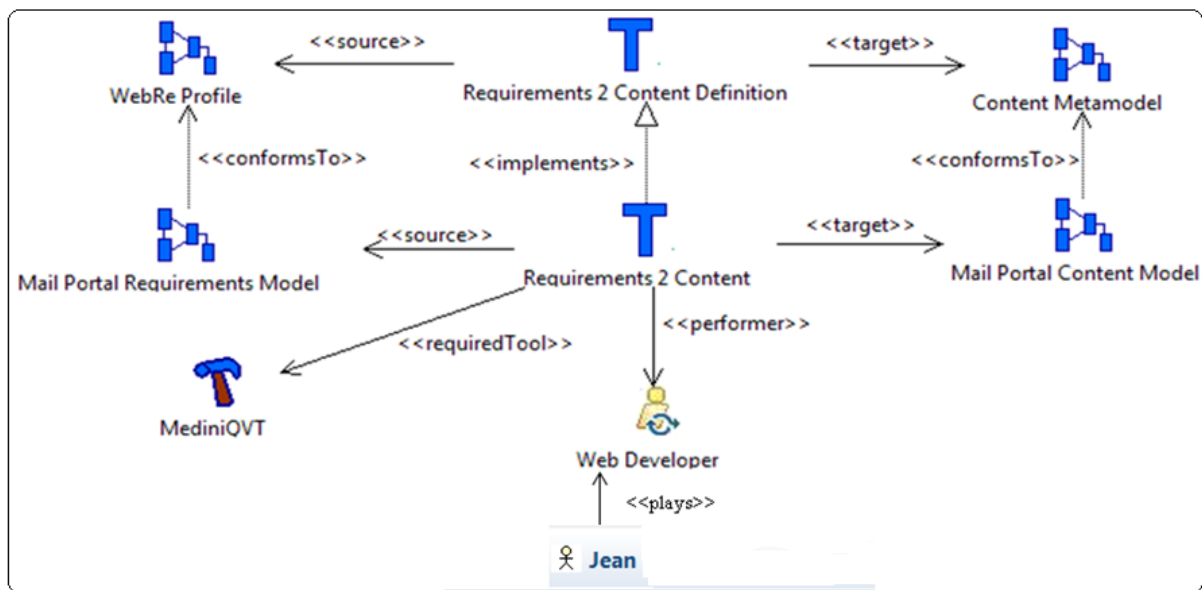 <<source>>
<<target>>
WebRe Profile
Requirements 2 Content Definition
Content Metamodel
<<conformsTo>>
<<implements>>
<<conformsTo>>
<<source>>
<<target>>
Mail Portal Requirements Model
Requirements 2 Content
Mail Portal Content Model
<<requiredTool>>
<<performer>>
MediniQVT
Web Developer
<<plays>>
Jean